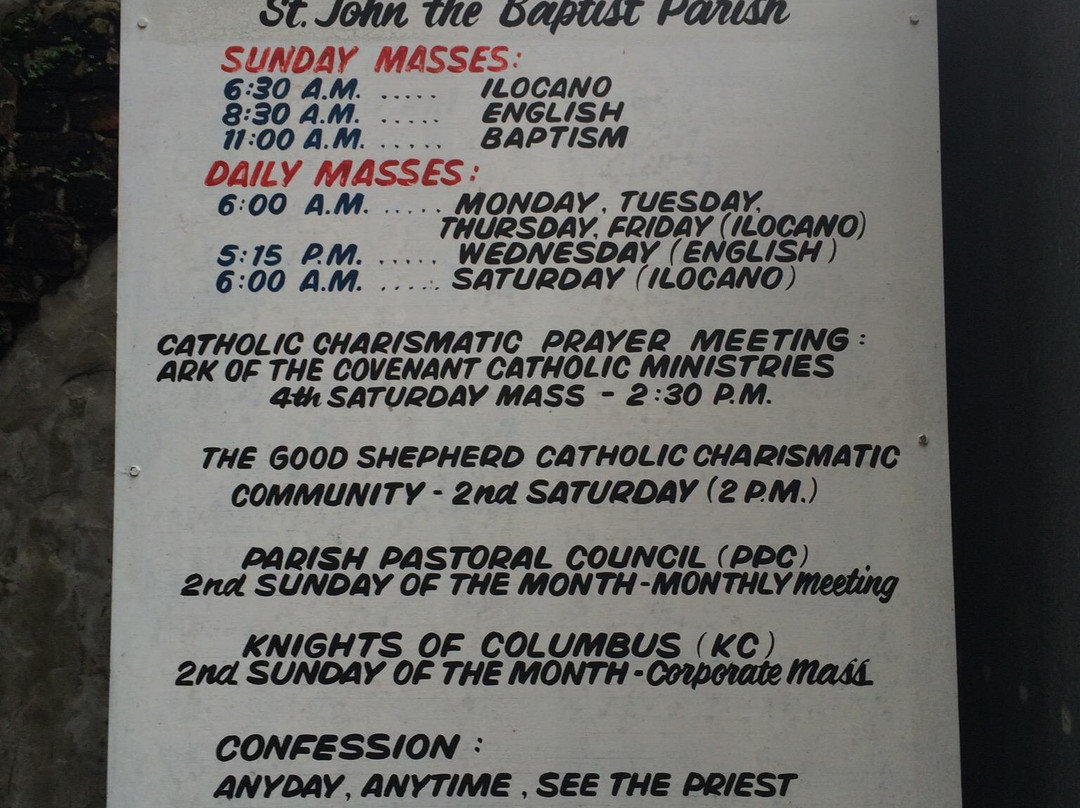 St. John the Baptist Parish
SUNDAY MASSES:
6:30 A.M. ..... ILOCANO
8:30 A.M. ..... ENGLISH
11:00 A.M. ..... BAPTISM
DAILY MASSES:
6:00 A.M. ..... MONDAY, TUESDAY,
THURSDAY, FRIDAY (ILOCANO)
5:15 P.M. ..... WEDNESDAY (ENGLISH)
6:00 A.M. ..... SATURDAY (ILOCANO)
CATHOLIC CHARISMATIC PRAYER MEETING:
ARK OF THE COVENANT CATHOLIC MINISTRIES
4th SATURDAY MASS - 2:30 P.M.
THE GOOD SHEPHERD CATHOLIC CHARISMATIC
COMMUNITY - 2nd SATURDAY (2 P.M.)
PARISH PASTORAL COUNCIL (PPC)
2nd SUNDAY OF THE MONTH - MONTHLY Meeting
KNIGHTS OF COLUMBUS (KC)
2nd SUNDAY OF THE MONTH - Corporate Mass
CONFESSION:
ANYDAY, ANYTIME, SEE THE PRIEST